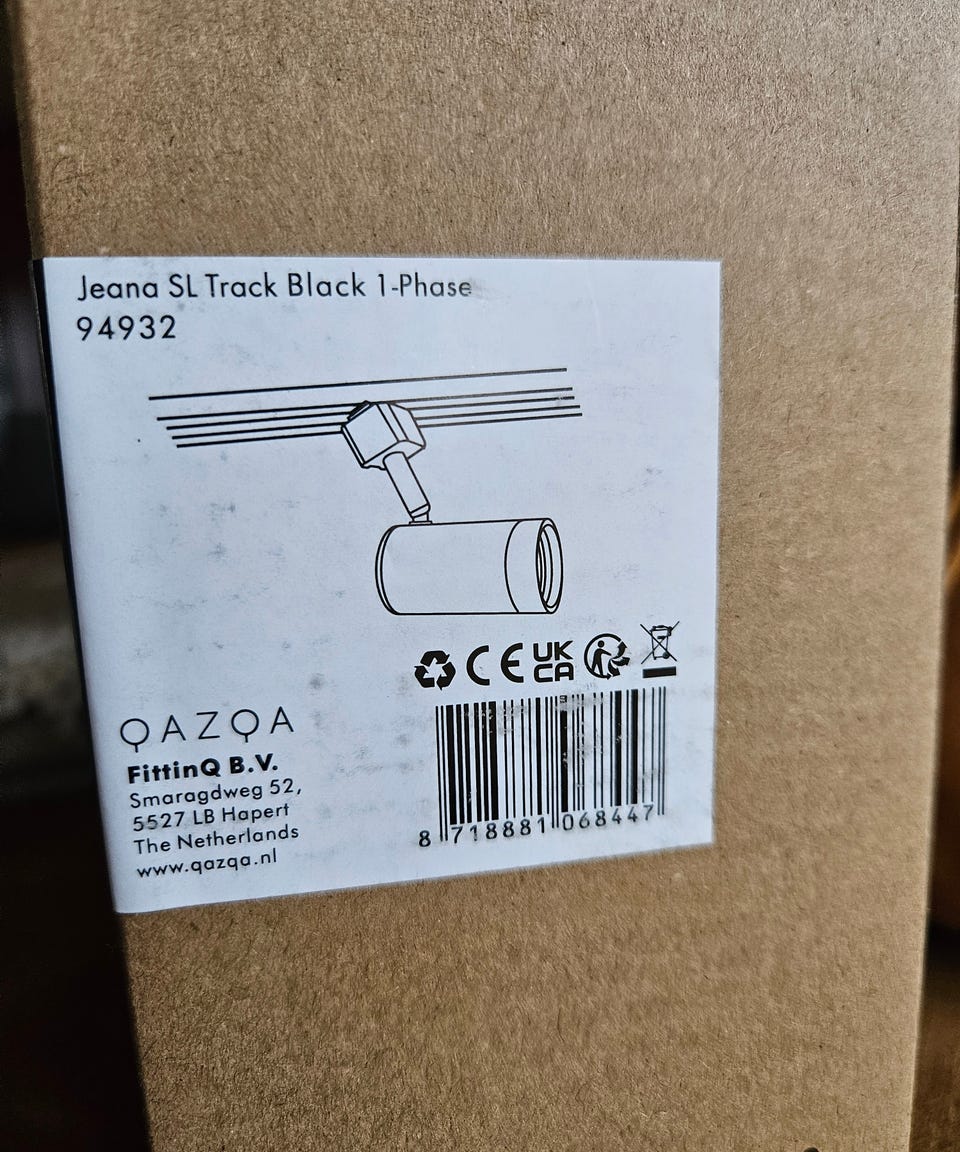 Jeana SL Track Black 1-Phase
94932
CE UK CA
QAZQA
FittinQ B.V.
Smaragdweg 52,
5527 LB Hapert
The Netherlands
www.qazqa.nl
8 718881 068447